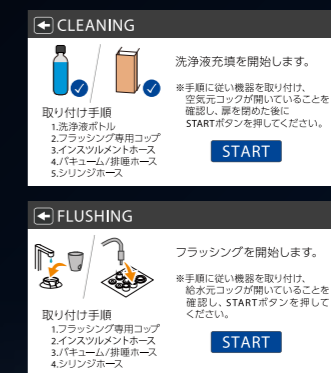 CLEANING
洗浄液充填を開始します。
※手順に従い機器を取り付け、
空気元コックが開いていることを
確認し、扉を閉めた後に
STARTボタンを押してください。
START
取り付け手順
1.洗浄液ボトル
2.フラッシング専用コップ
3.インスツルメントホース
4.バキューム/排唾ホース
5.シリンジホース
FLUSHING
フラッシングを開始します。
※手順に従い機器を取り付け、
給水元コックが開いていることを
確認し、STARTボタンを押して
ください。
START
取り付け手順
1.フラッシング専用コップ
2.インスツルメントホース
3.バキューム/排唾ホース
4.シリンジホース